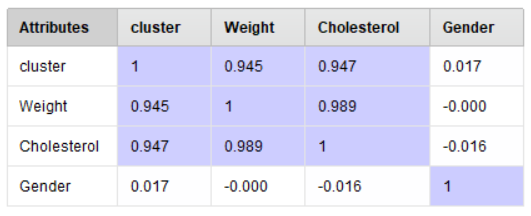 Attributes cluster Weight Cholesterol Gender
cluster 1 0.945 0.947 0.017
Weight 0.945 1 0.989 -0.000
Cholesterol 0.947 0.989 1 -0.016
Gender 0.017 -0.000 -0.016 1